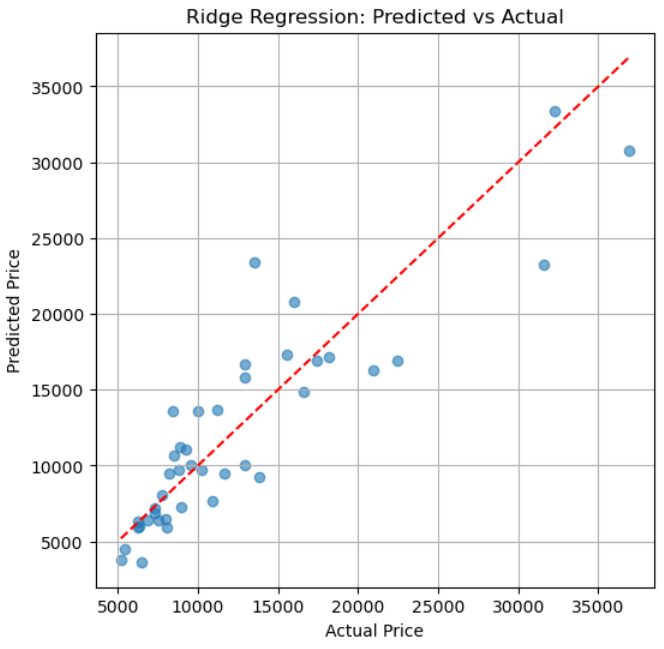 Ridge Regression: Predicted vs Actual
35000
30000
25000
20000
15000
10000
5000
Predicted Price
5000 10000 15000 20000 25000 30000 35000
Actual Price